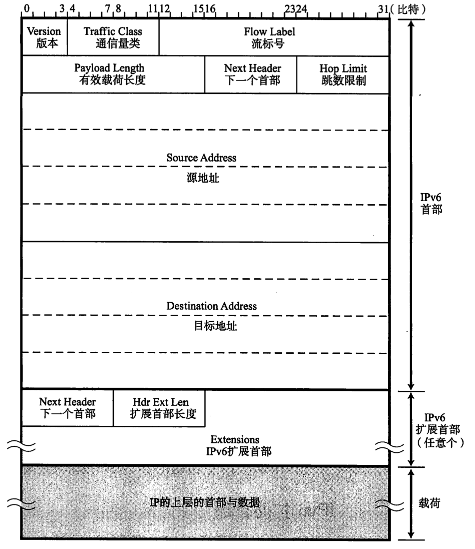 0 3 4 7 8 11 12 15 16 23 24 31(比特)
Version Traffic Class Flow Label
版本 通信量类 流标号
Payload Length Next Header Hop Limit
有效载荷长度 下一个首部 跳数限制
Source Address
源地址
IPv6
首部
Destination Address
目标地址
Next Header Hdr Ext Len
下一个首部 扩展首部长度
IPv6
扩展首部
(任意个)
Extensions
IPv6扩展首部
IP的上层的首部与数据 载荷